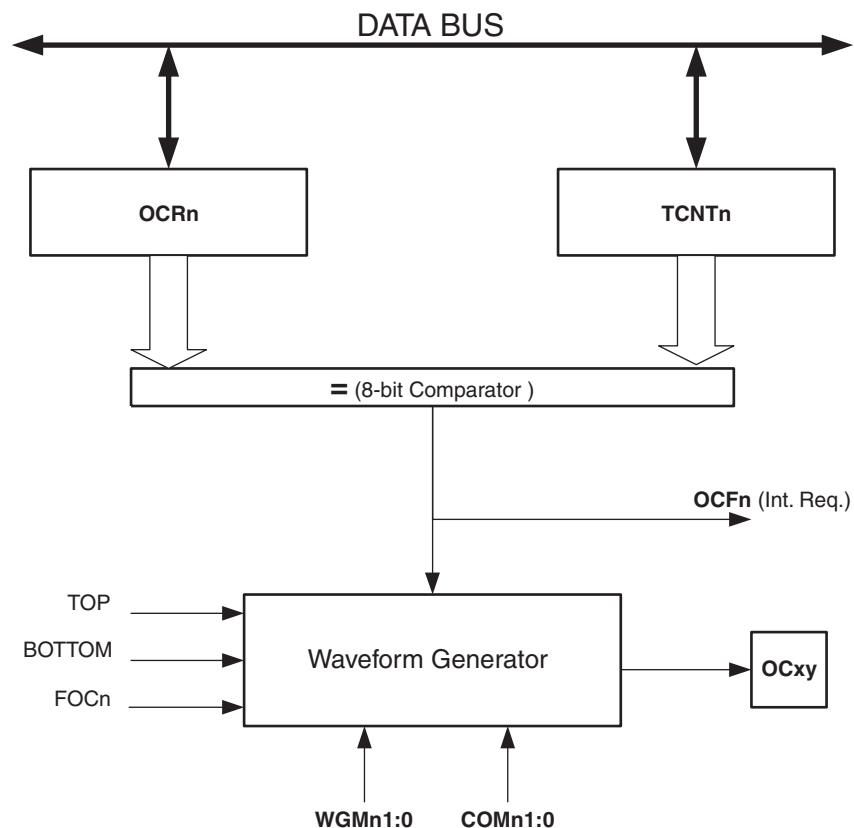 DATA BUS
OCRn
TCNTn
= (8-bit Comparator )
OCFn (Int. Req.)
TOP
BOTTOM
FOCn
Waveform Generator
OCxy
WGMn1:0
COMn1:0